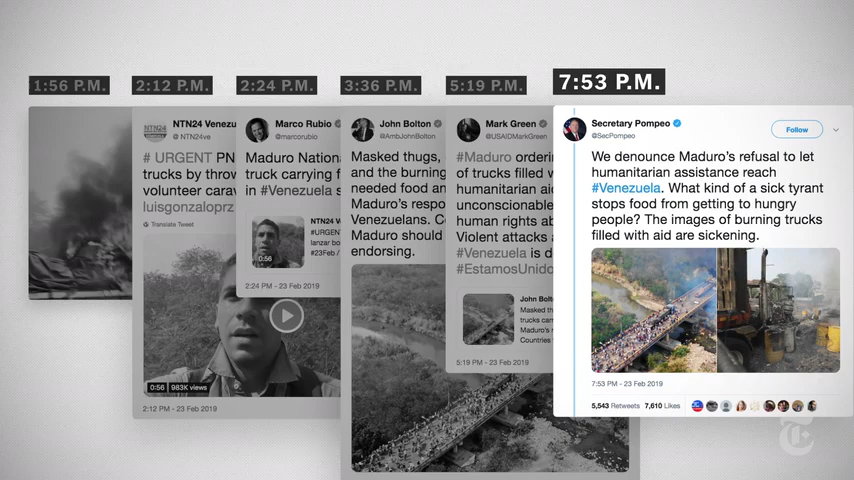 1:56 P.M.
2:12 P.M.
2:24 P.M.
3:36 P.M.
5:19 P.M.
7:53 P.M.
NTN24
NTN24 Venezu
@ NTN24ve
# URGENT PN
trucks by throw
volunteer carav
luisgonzaloprz
Translate Tweet
0:56 983K views
2:12 PM - 23 Feb 2019
Marco Rubio
@marcorubio
Maduro Nation
truck carrying f
in #Venezuela s
NTN24 V
#URGEN
lanzar bo
#23Feb /
0:56
2:24 PM - 23 Feb 2019
John Bolton
@AmbJohnBolton
Masked thugs,
and the burning
needed food an
Maduro's respo
Venezuelans. C
Maduro should
endorsing.
Mark Green
@USAIDMarkGreen
#Maduro orderin
of trucks filled w
humanitarian aid
unconscionable
human rights ab
Violent attacks a
#Venezuela is d
#EstamosUnido
John Bolt
Masked th
trucks carr
Maduro's r
Countries
5:19 PM - 23 Feb 2019
Secretary Pompeo
@SecPompeo
Follow
We denounce Maduro's refusal to let
humanitarian assistance reach
#Venezuela. What kind of a sick tyrant
stops food from getting to hungry
people? The images of burning trucks
filled with aid are sickening.
7:53 PM - 23 Feb 2019
5,543 Retweets 7,610 Likes
T